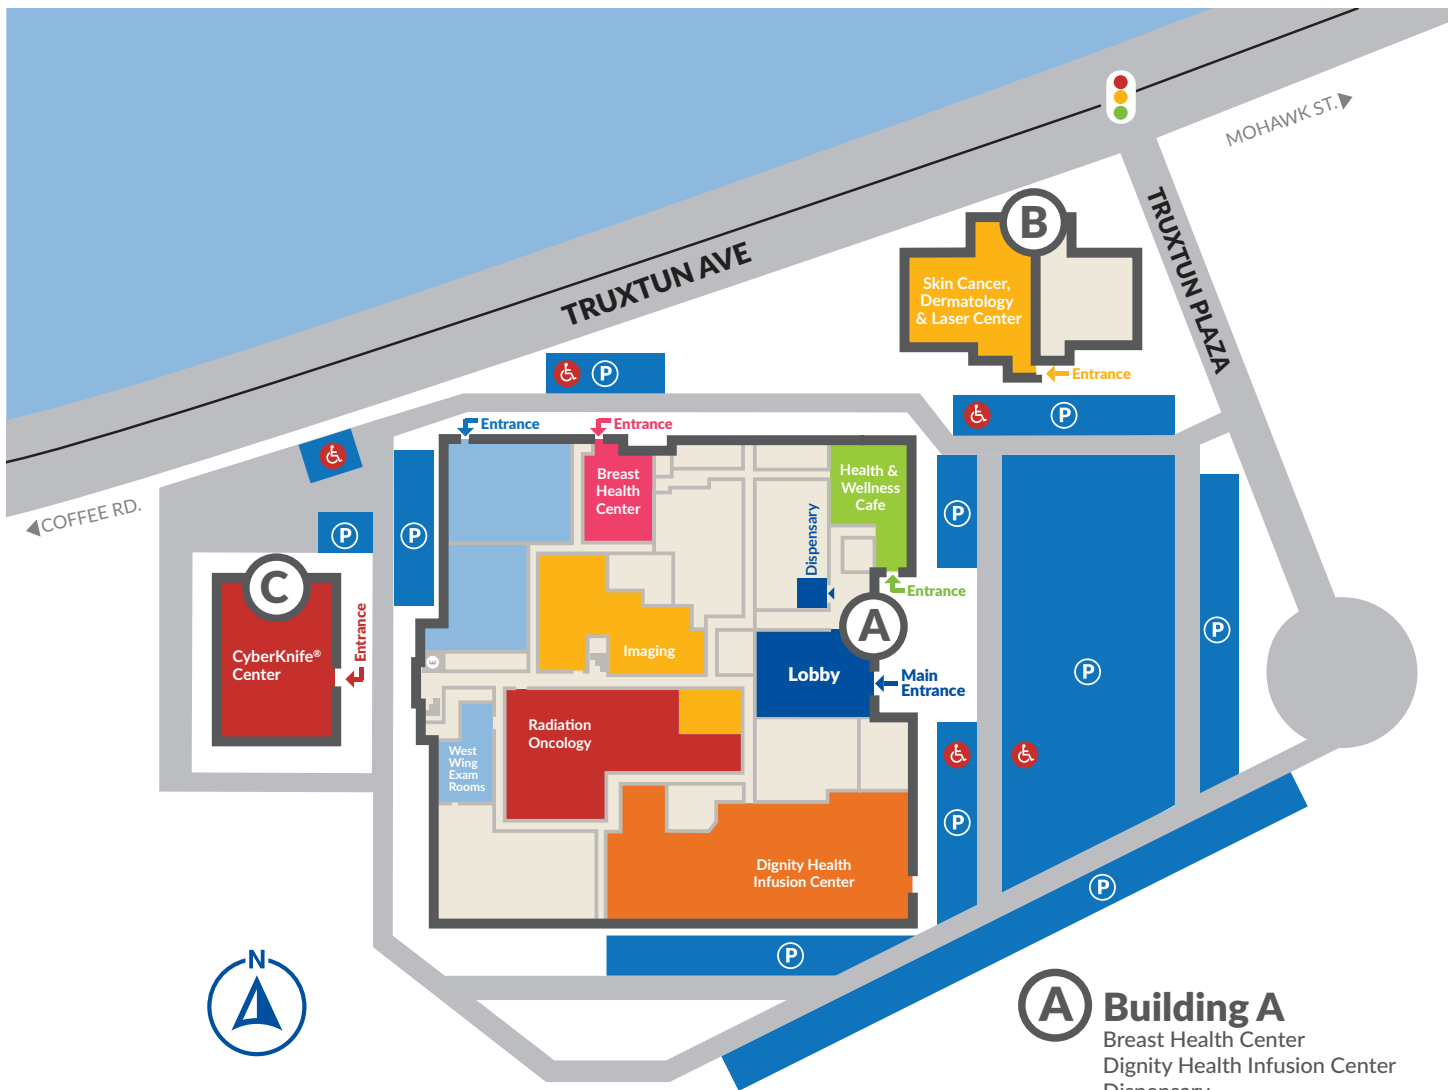 MOHAWK ST.
TRUXTUN PLAZA
TRUXTUN AVE
B
Skin Cancer,
Dermatology
& Laser Center
Entrance
P
P
Entrance
Entrance
COFFEE RD.
P
P
P
P
Breast
Health
Center
Health &
Wellness
Cafe
Dispensary
Entrance
C
CyberKnife®
Center
Entrance
A
E
Imaging
Lobby
Main
Entrance
P
P
Radiation
Oncology
West
Wing
Exam
Rooms
P
Dignity Health
Infusion Center
P
P
N
A
Building A
Breast Health Center
Dignity Health Infusion Center
Dispensary